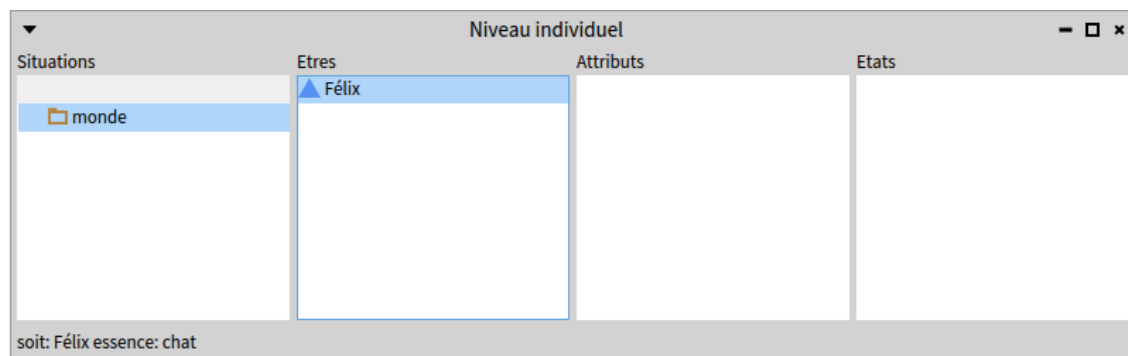 Niveau individuel
Situations Etres Attributs Etats
Félix
monde
soit: Félix essence: chat